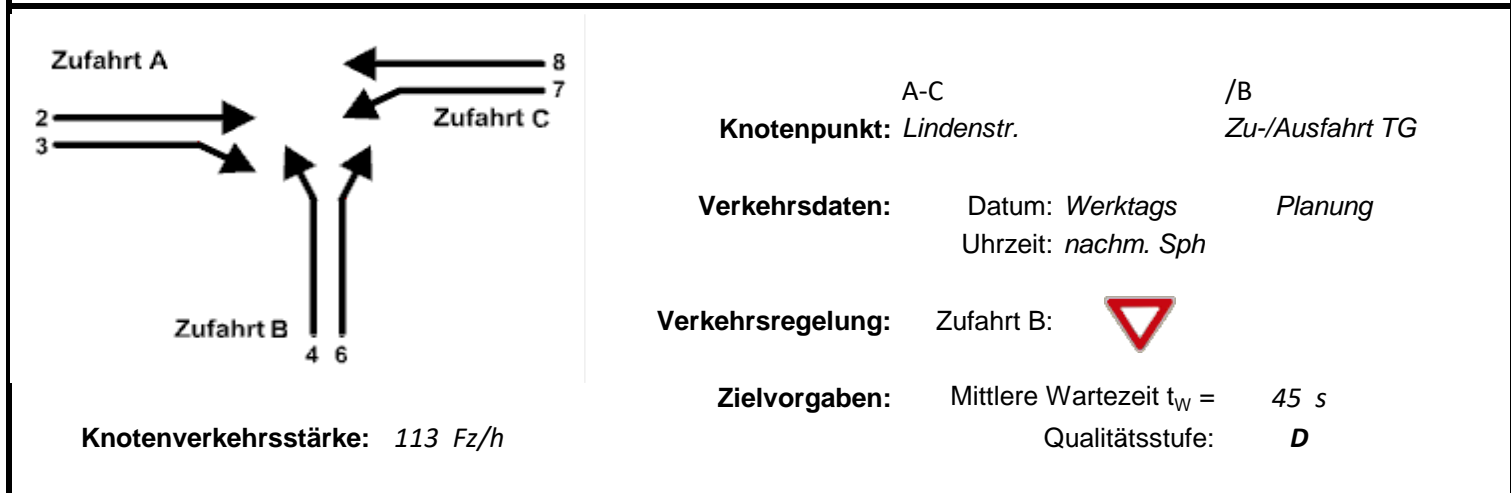 Zufahrt A
8
7
Zufahrt C
2
3
Zufahrt B
4 6
Knotenverkehrsstärke: 113 Fz/h
A-C /B
Knotenpunkt: Lindenstr. Zu-/Ausfahrt TG
Verkehrsdaten: Datum: Werktags Planung
Uhrzeit: nachm. Sph
Verkehrsregelung: Zufahrt B:
Zielvorgaben: Mittlere Wartezeit tW = 45 s
Qualitätsstufe: D